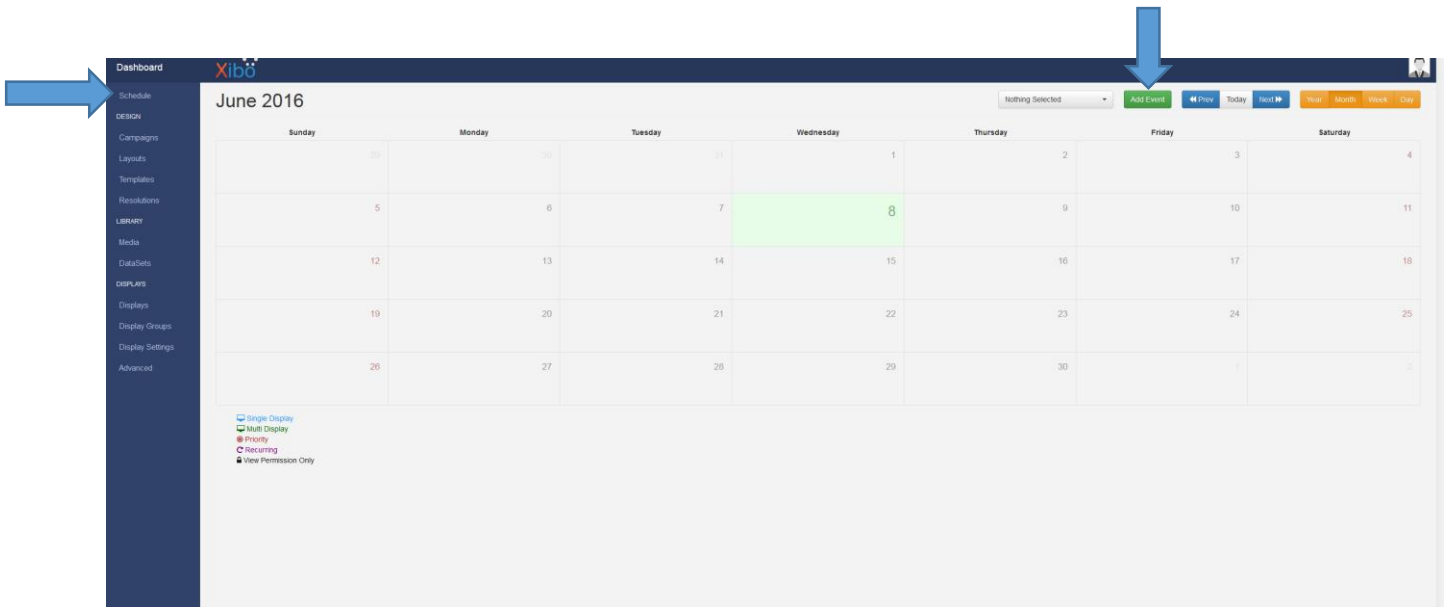 Dashboard
Xibo
Schedule
DESIGN
Campaigns
Layouts
Templates
Resolutions
LIBRARY
Media
DataSets
DISPLAYS
Displays
Display Groups
Display Settings
Advanced
June 2016
Nothing Selected
Add Event
Prev Today Next
Year Month Week Day
Sunday Monday Tuesday Wednesday Thursday Friday Saturday
29 30 31 1 2 3 4
5 6 7 8 9 10 11
12 13 14 15 16 17 18
19 20 21 22 23 24 25
26 27 28 29 30 1 2
Single Display
Multi Display
Priority
Recurring
View Permission Only